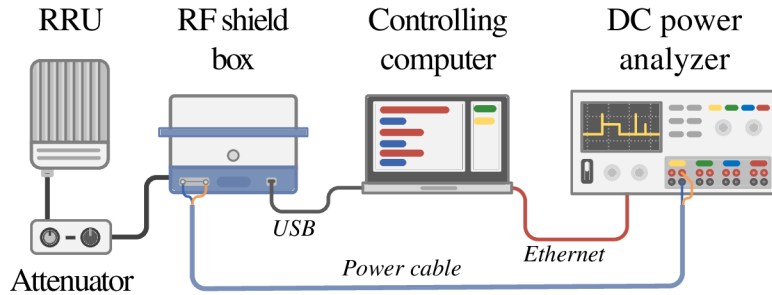 RRU
RF shield
box
Controlling
computer
DC power
analyzer
USB
Ethernet
Power cable
Attenuator